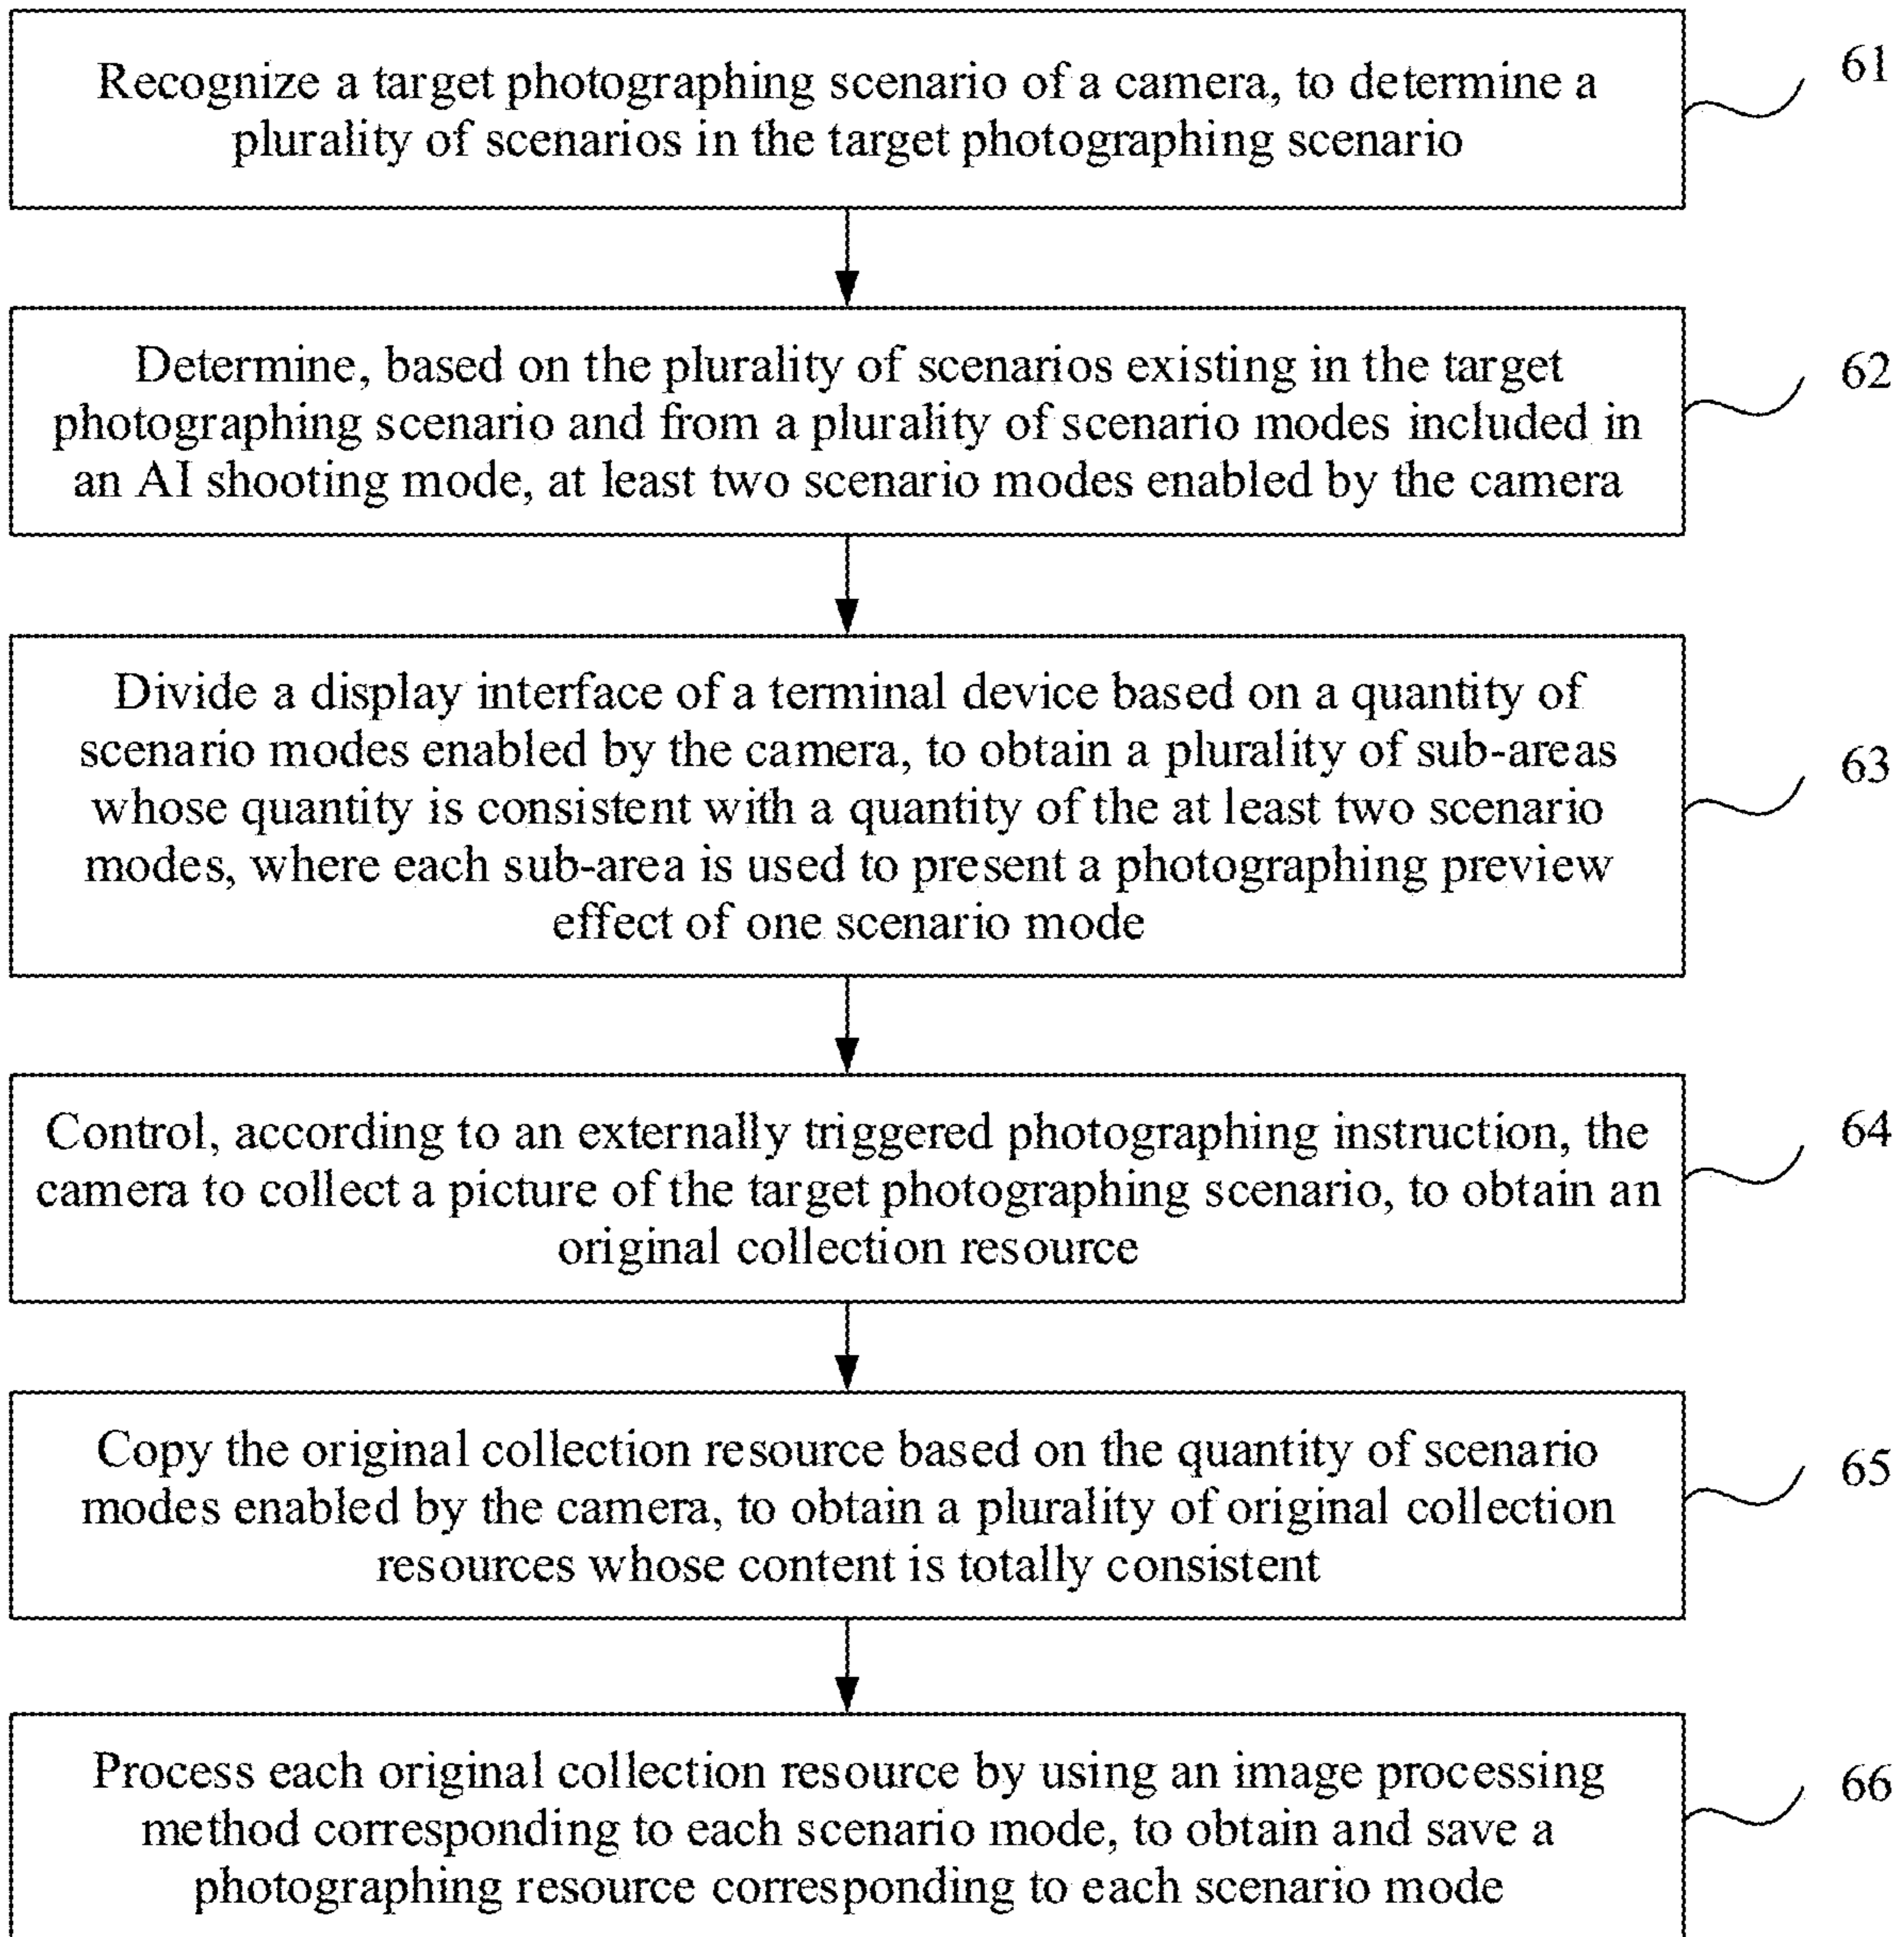 Recognize a target photographing scenario of a camera, to determine a
plurality of scenarios in the target photographing scenario
61
Determine, based on the plurality of scenarios existing in the target
photographing scenario and from a plurality of scenario modes included in
an AI shooting mode, at least two scenario modes enabled by the camera
62
Divide a display interface of a terminal device based on a quantity of
scenario modes enabled by the camera, to obtain a plurality of sub-areas
whose quantity is consistent with a quantity of the at least two scenario
modes, where each sub-area is used to present a photographing preview
effect of one scenario mode
63
Control, according to an externally triggered photographing instruction, the
camera to collect a picture of the target photographing scenario, to obtain an
original collection resource
64
Copy the original collection resource based on the quantity of scenario
modes enabled by the camera, to obtain a plurality of original collection
resources whose content is totally consistent
65
Process each original collection resource by using an image processing
method corresponding to each scenario mode, to obtain and save a
photographing resource corresponding to each scenario mode
66